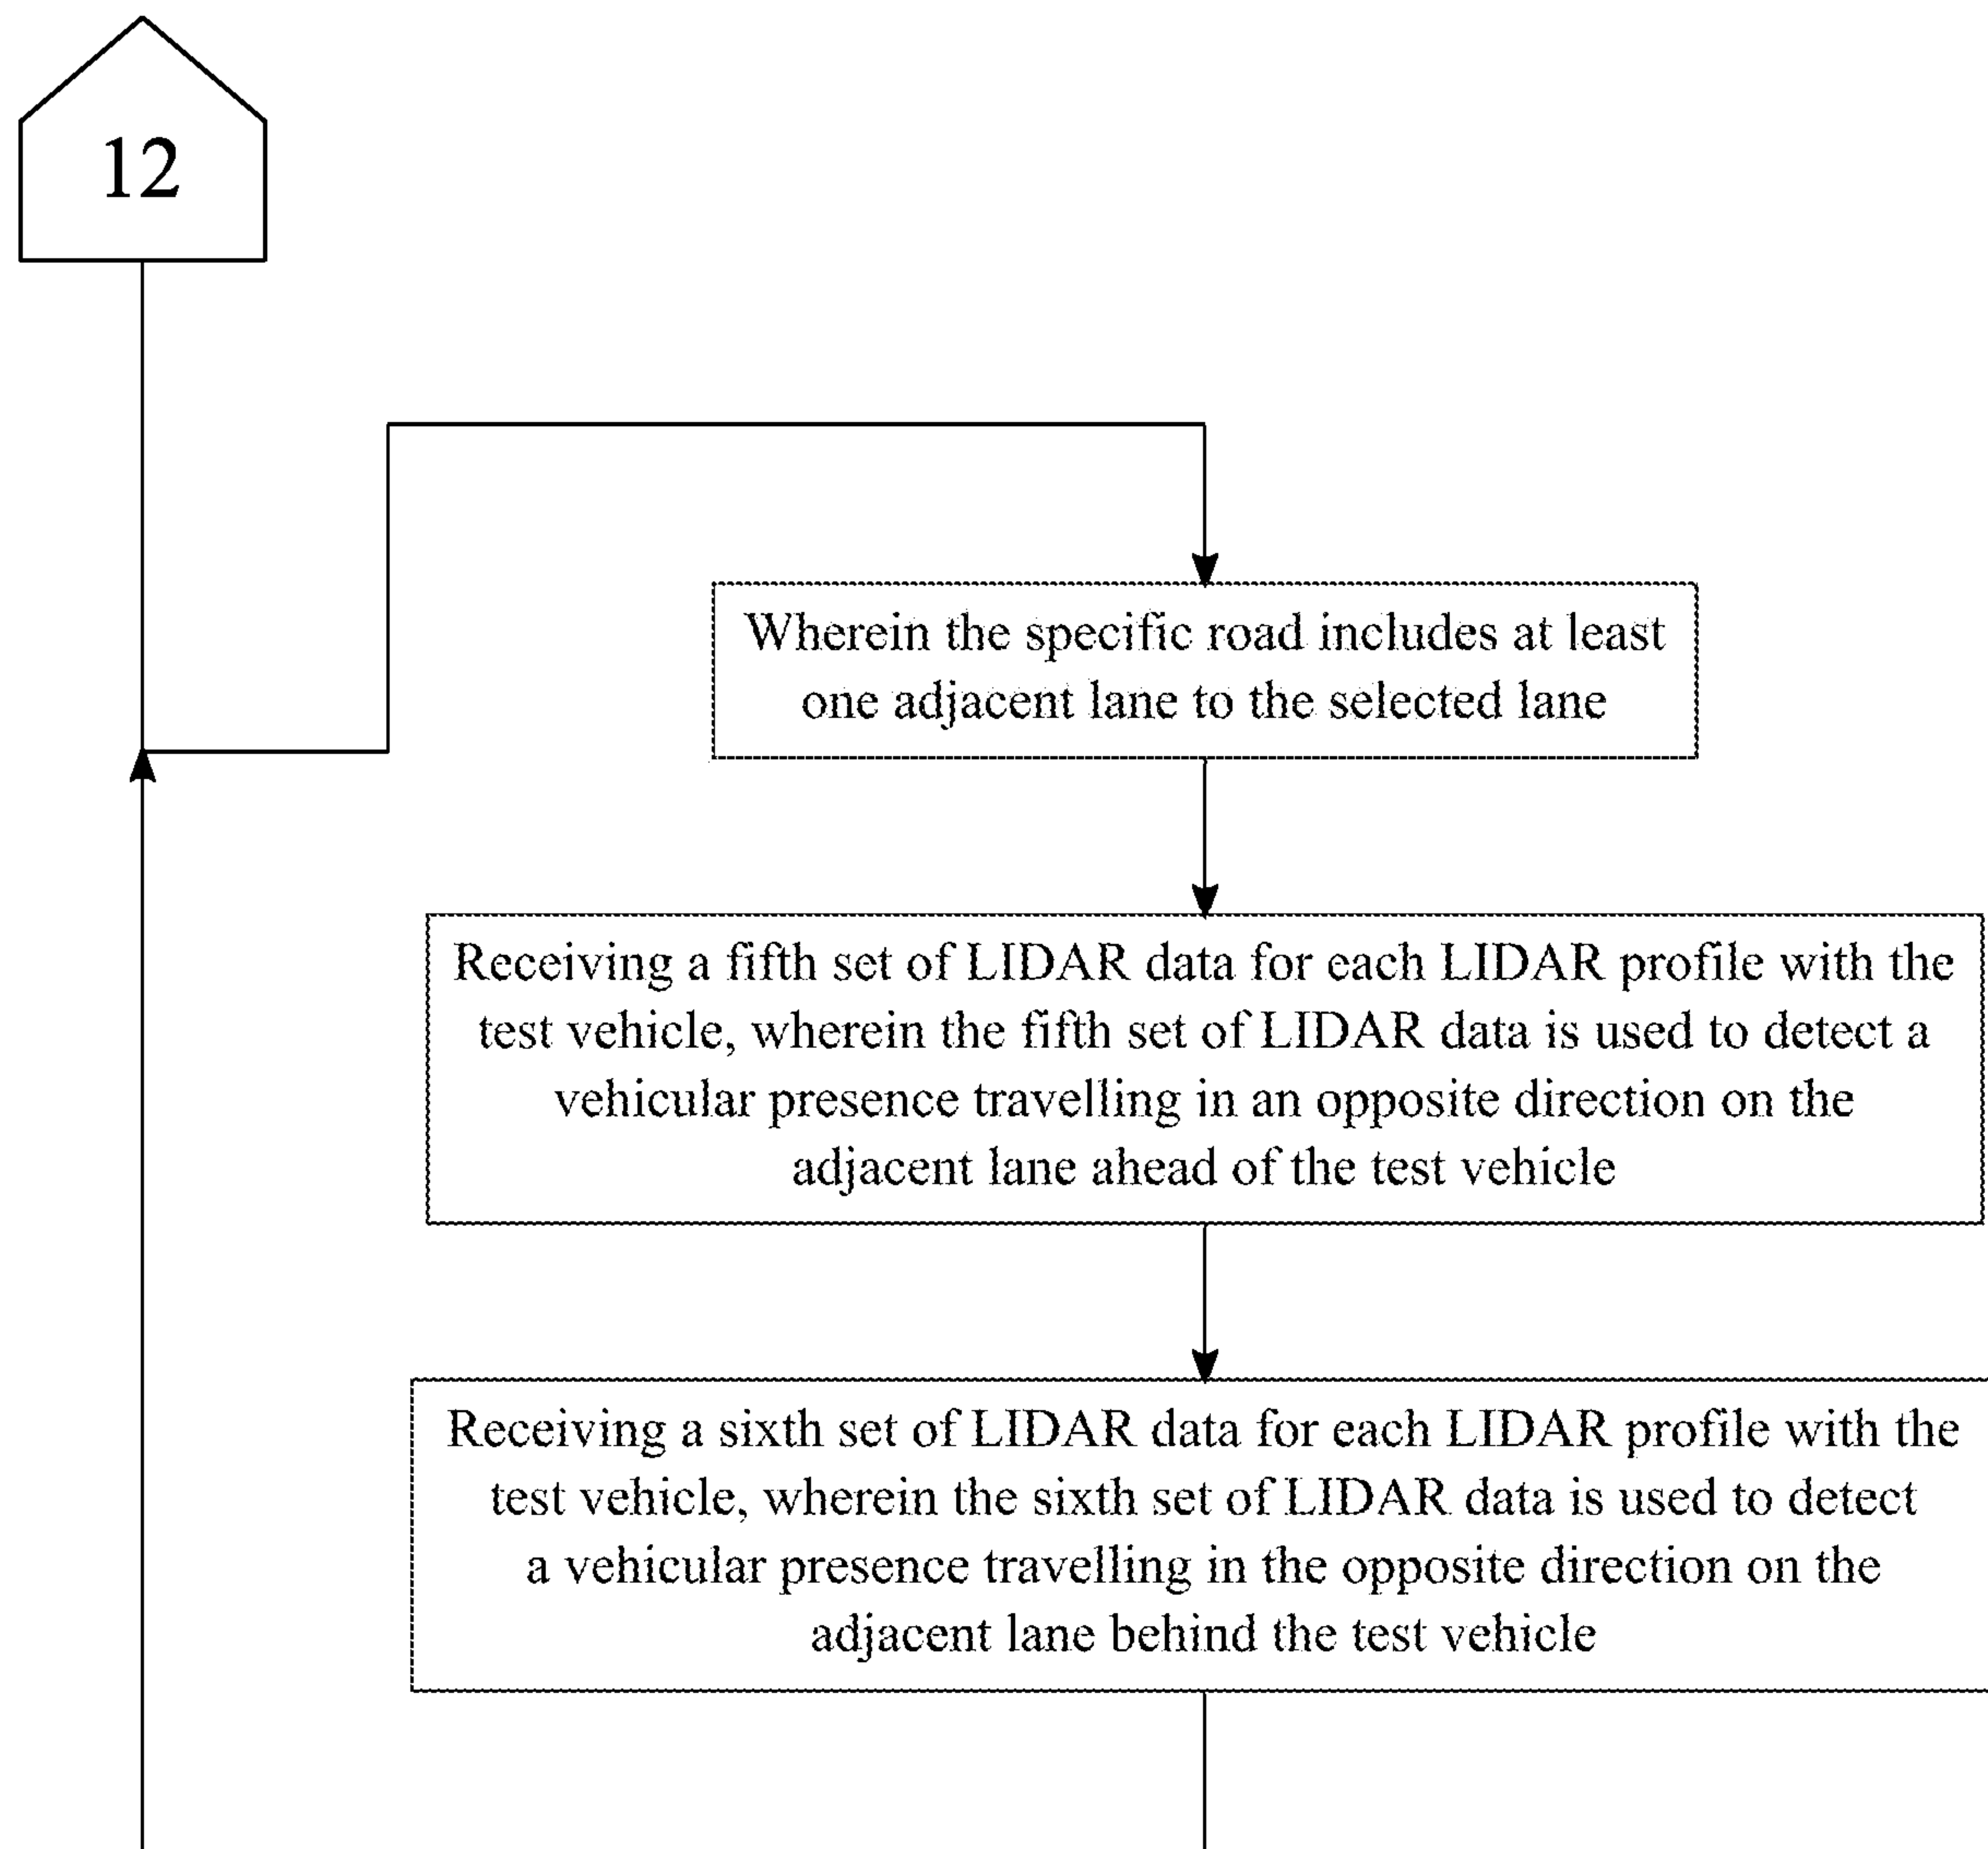 12
Wherein the specific road includes at least
one adjacent lane to the selected lane
Receiving a fifth set of LIDAR data for each LIDAR profile with the
test vehicle, wherein the fifth set of LIDAR data is used to detect a
vehicular presence travelling in an opposite direction on the
adjacent lane ahead of the test vehicle
Receiving a sixth set of LIDAR data for each LIDAR profile with the
test vehicle, wherein the sixth set of LIDAR data is used to detect
a vehicular presence travelling in the opposite direction on the
adjacent lane behind the test vehicle